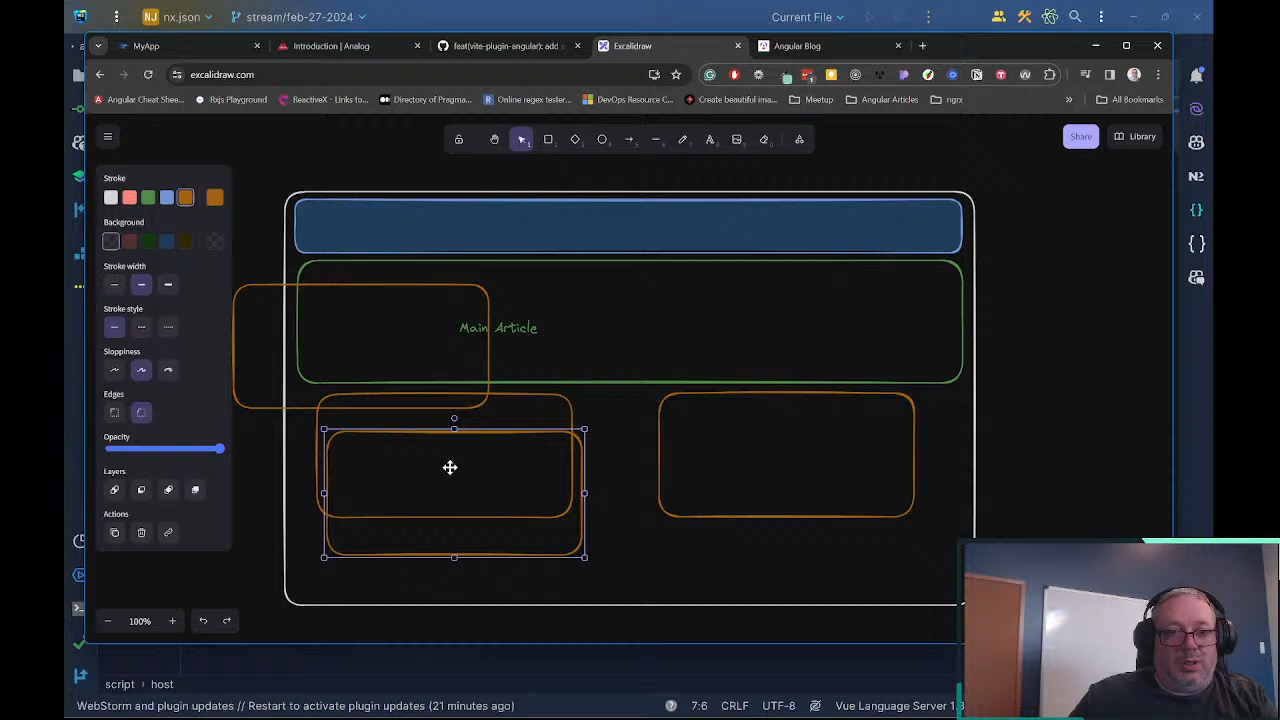 NJ nx.json stream/feb-27-2024 Current File
MyApp Introduction | Analog feat(vite-plugin-angular): add s Excalidraw Angular Blog
excalidraw.com
Angular Cheat Shee... Rxjs Playground ReactiveX - Links to... Directory of Pragma... Online regex tester... DevOps Resource C... Create beautiful ima... Meetup Angular Articles ngrx All Bookmarks
Share Library
Stroke
Background
Stroke width
Stroke style
Sloppiness
Edges
Opacity
Layers
Actions
Main Article
100%
script host
WebStorm and plugin updates // Restart to activate plugin updates (21 minutes ago) 7:6 CRLF UTF-8 Vue Language Server